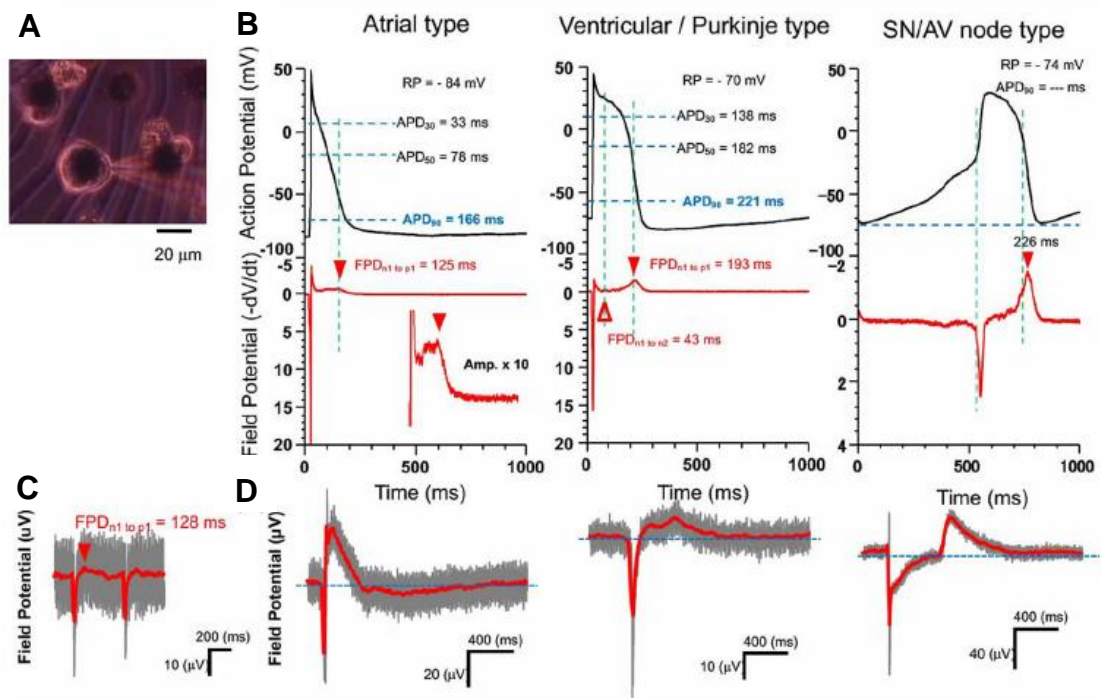 A
20 μm
B
Atrial type
Ventricular / Purkinje type
SN/AV node type
Action Potential (mV)
50
0
-50
-100
RP = - 84 mV
APD30 = 33 ms
APD50 = 78 ms
APD90 = 166 ms
50
0
-50
-100
RP = - 70 mV
APD30 = 138 ms
APD50 = 182 ms
APD90 = 221 ms
50
0
-50
-100
RP = - 74 mV
APD90 = --- ms
226 ms
Field Potential (-dV/dt)
-5
0
5
10
15
20
FPDn1 to p1 = 125 ms
Amp. x 10
0
500
1000
Time (ms)
-5
0
5
10
15
20
FPDn1 to p1 = 193 ms
FPDn1 to n2 = 43 ms
0
500
1000
Time (ms)
-2
0
2
4
0
500
1000
Time (ms)
C
Field Potential (uV)
FPDn1 to p1 = 128 ms
200 (ms)
10 (μV)
D
Field Potential (μV)
400 (ms)
20 (μV)
400 (ms)
10 (μV)
400 (ms)
40 (μV)